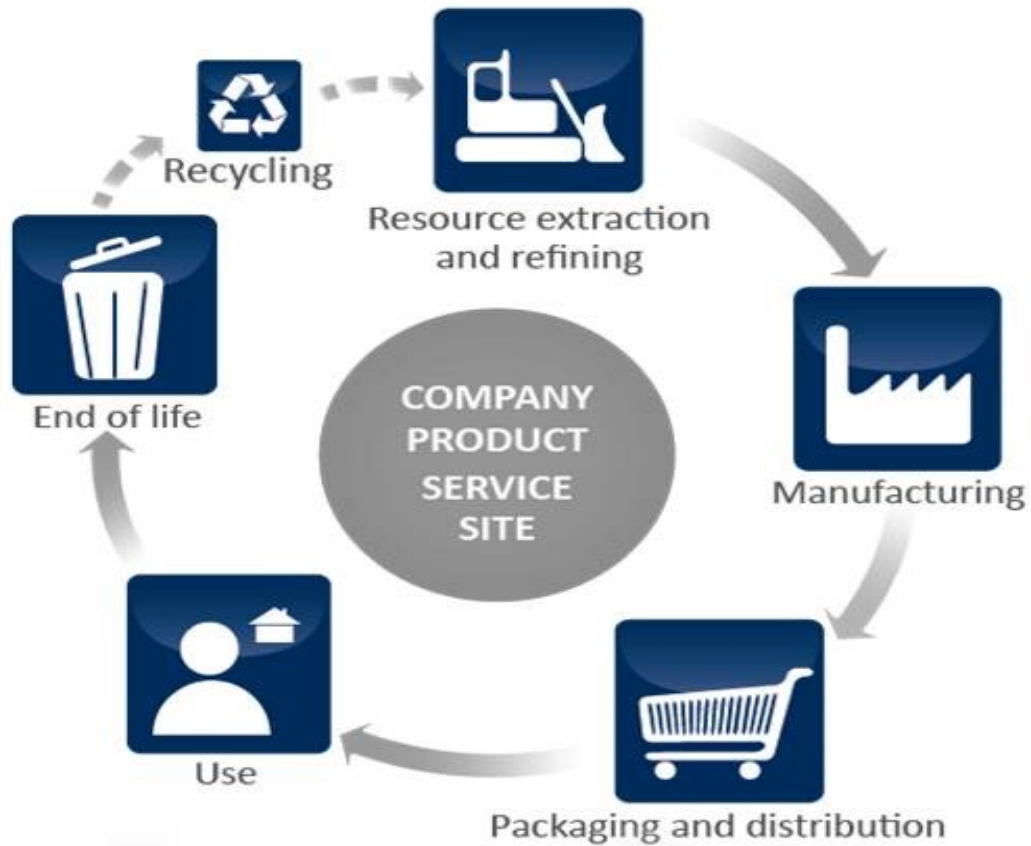 Recycling
Resource extraction
and refining
End of life
COMPANY
PRODUCT
SERVICE
SITE
Manufacturing
Use
Packaging and distribution